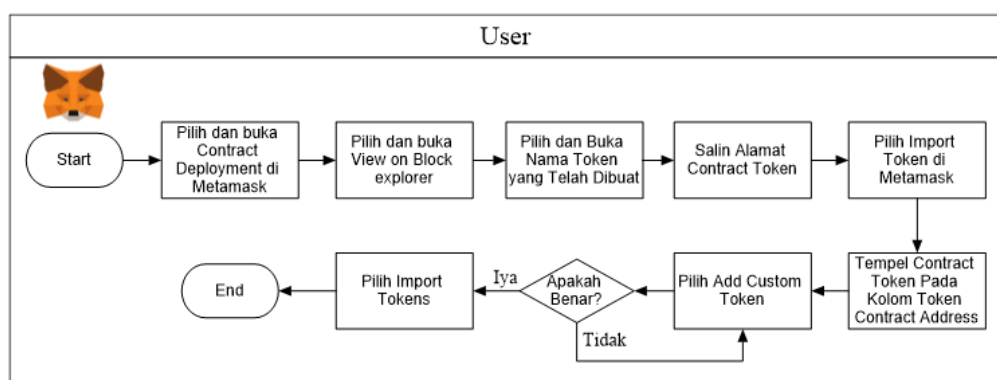 User
Start
Pilih dan buka
Contract
Deployment di
Metamask
Pilih dan buka
View on Block
explorer
Pilih dan Buka
Nama Token
yang Telah Dibuat
Salin Alamat
Contract Token
Pilih Import
Token di
Metamask
Tempel Contract
Token Pada
Kolom Token
Contract Address
Pilih Add Custom
Token
Apakah
Benar?
Iya
Tidak
Pilih Import
Tokens
End